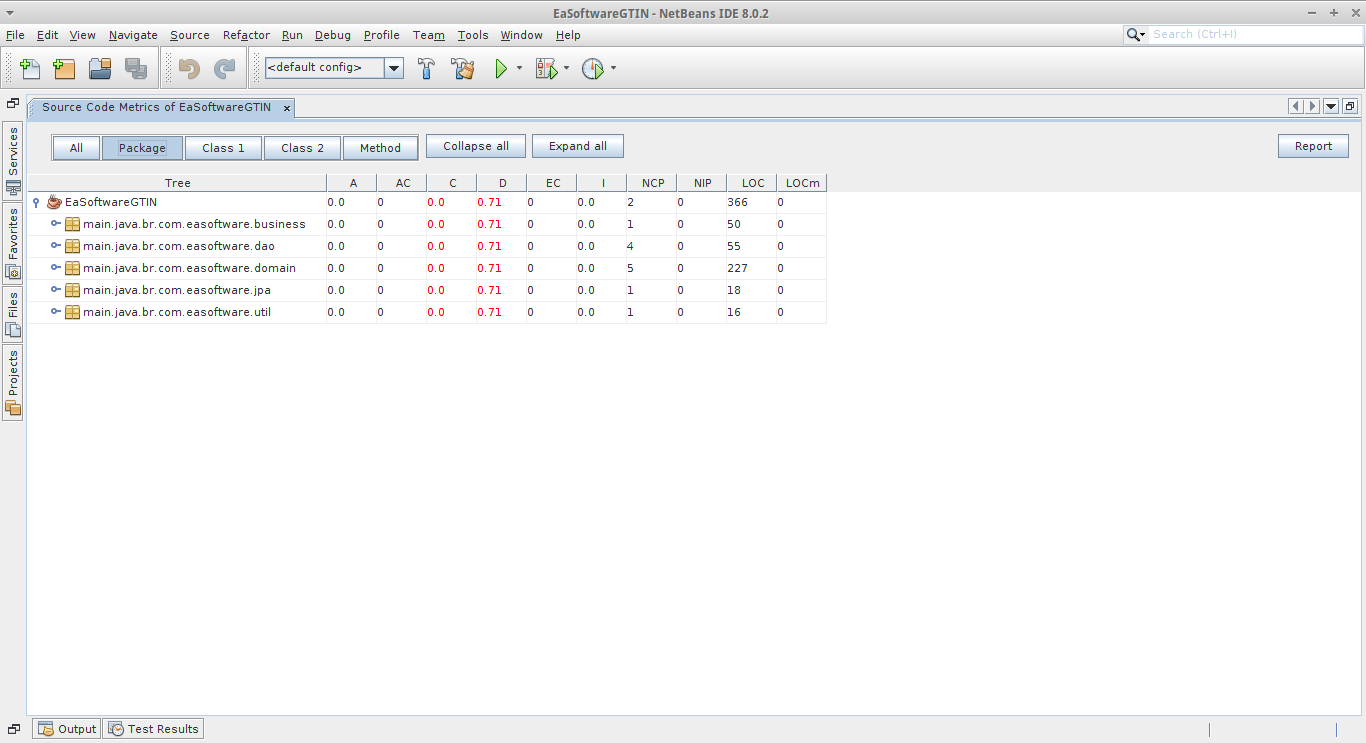 EaSoftwareGTIN - NetBeans IDE 8.0.2
File Edit View Navigate Source Refactor Run Debug Profile Team Tools Window Help Search (Ctrl+I)
<default config>
Source Code Metrics of EaSoftwareGTIN
Services
Favorites
Files
Projects
All Package Class 1 Class 2 Method Collapse all Expand all Report
Tree A AC C D EC I NCP NIP LOC LOCm
EaSoftwareGTIN 0.0 0 0.0 0.71 0 0.0 2 0 366 0
main.java.br.com.easoftware.business 0.0 0 0.0 0.71 0 0.0 1 0 50 0
main.java.br.com.easoftware.dao 0.0 0 0.0 0.71 0 0.0 4 0 55 0
main.java.br.com.easoftware.domain 0.0 0 0.0 0.71 0 0.0 5 0 227 0
main.java.br.com.easoftware.jpa 0.0 0 0.0 0.71 0 0.0 1 0 18 0
main.java.br.com.easoftware.util 0.0 0 0.0 0.71 0 0.0 1 0 16 0
Output Test Results